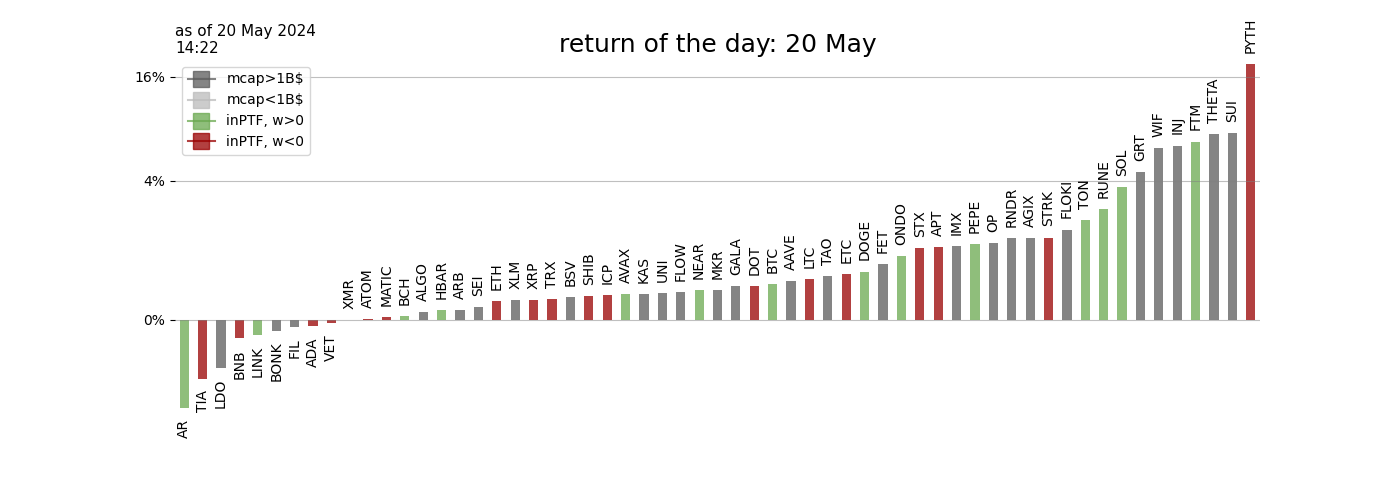 as of 20 May 2024
14:22
return of the day: 20 May
16%
4%
0%
mcap>1B$
mcap<1B$
inPTF, w>0
inPTF, w<0
AR
TIA
LDO
BNB
LINK
BONK
FIL
ADA
VET
XMR
ATOM
MATIC
BCH
ALGO
HBAR
ARB
SEI
ETH
XLM
XRP
TRX
BSV
SHIB
ICP
AVAX
KAS
UNI
FLOW
NEAR
MKR
GALA
DOT
BTC
AAVE
LTC
TAO
ETC
DOGE
FET
ONDO
STX
APT
IMX
PEPE
OP
RNDR
AGIX
STRK
FLOKI
TON
RUNE
SOL
GRT
WIF
INJ
FTM
THETA
SUI
PYTH